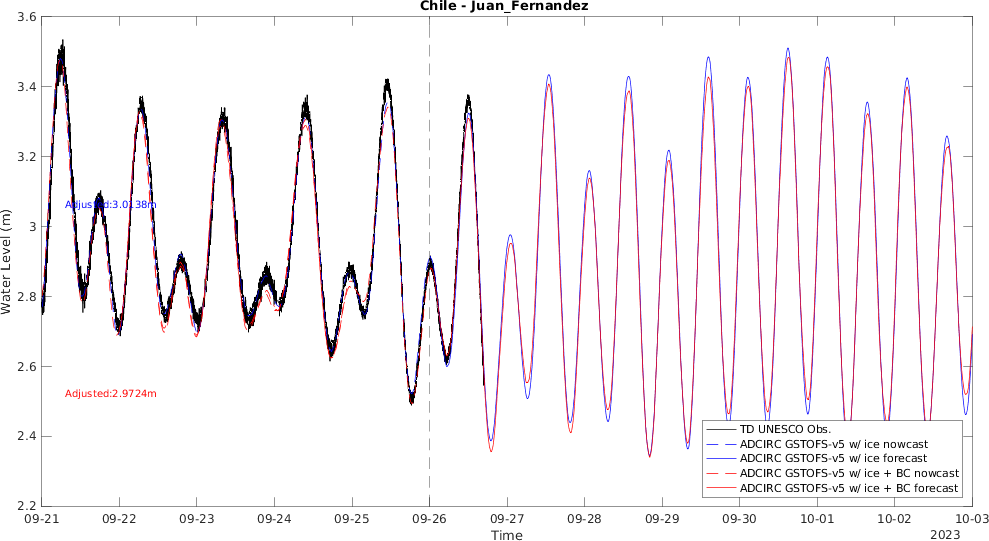 Chile - Juan_Fernandez
3.6
3.4
3.2
3
2.8
2.6
2.4
2.2
Water Level (m)
Adjusted:3.0138m
Adjusted:2.9724m
TD UNESCO Obs.
ADCIRC GSTOFS-v5 w/ ice nowcast
ADCIRC GSTOFS-v5 w/ ice forecast
ADCIRC GSTOFS-v5 w/ ice + BC nowcast
ADCIRC GSTOFS-v5 w/ ice + BC forecast
09-21 09-22 09-23 09-24 09-25 09-26 09-27 09-28 09-29 09-30 10-01 10-02 10-03
Time
2023